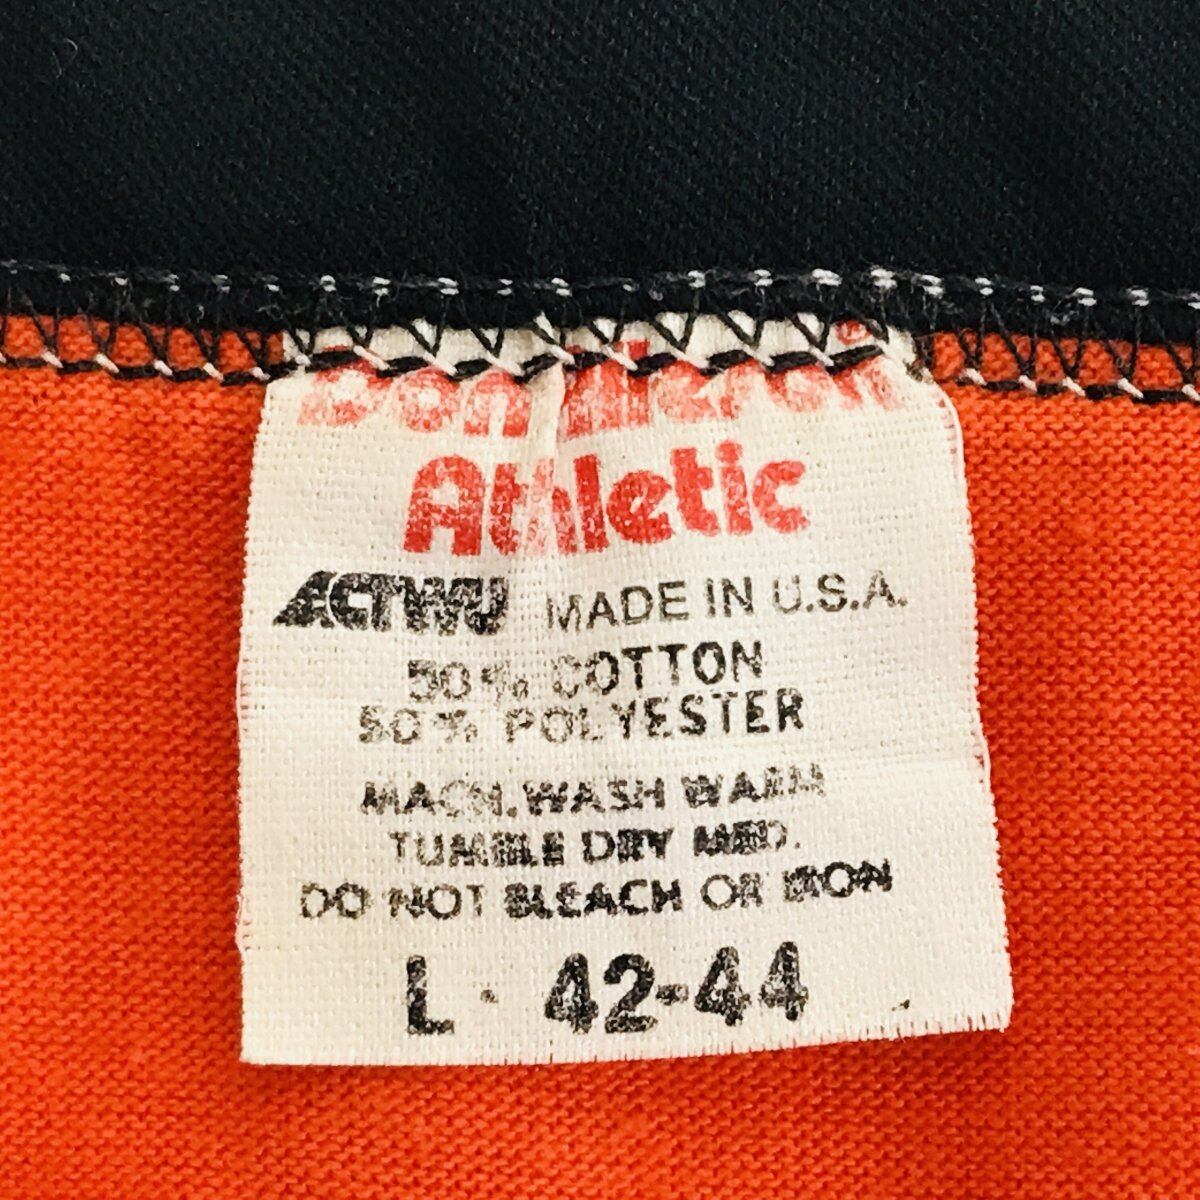 Athletic
ACTWU MADE IN U.S.A.
50% COTTON
50% POLYESTER
MACH.WASH WARM
TUMBLE DRY MED.
DO NOT BLEACH OR IRON
L - 42-44